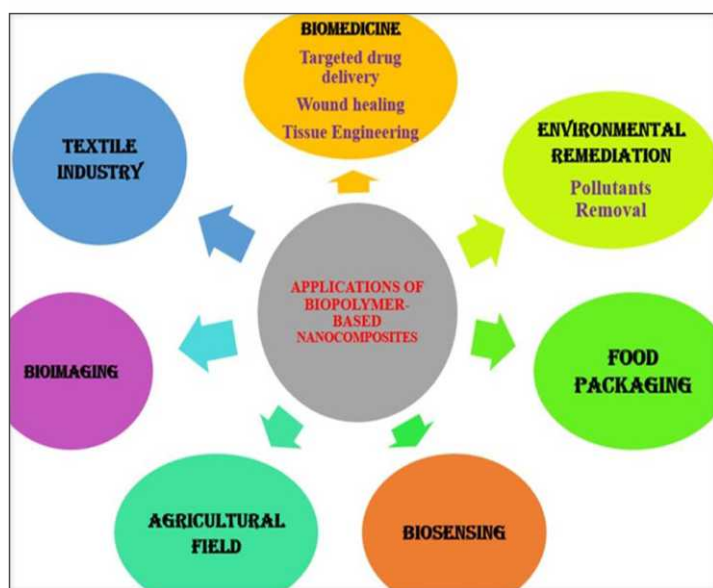 BIOMEDICINE
Targeted drug
delivery
Wound healing
Tissue Engineering
ENVIRONMENTAL
REMEDIATION
Pollutants
Removal
TEXTILE
INDUSTRY
APPLICATIONS OF
BIOPOLYMER-
BASED
NANOCOMPOSITES
BIOIMAGING
FOOD
PACKAGING
AGRICULTURAL
FIELD
BIOSENSING